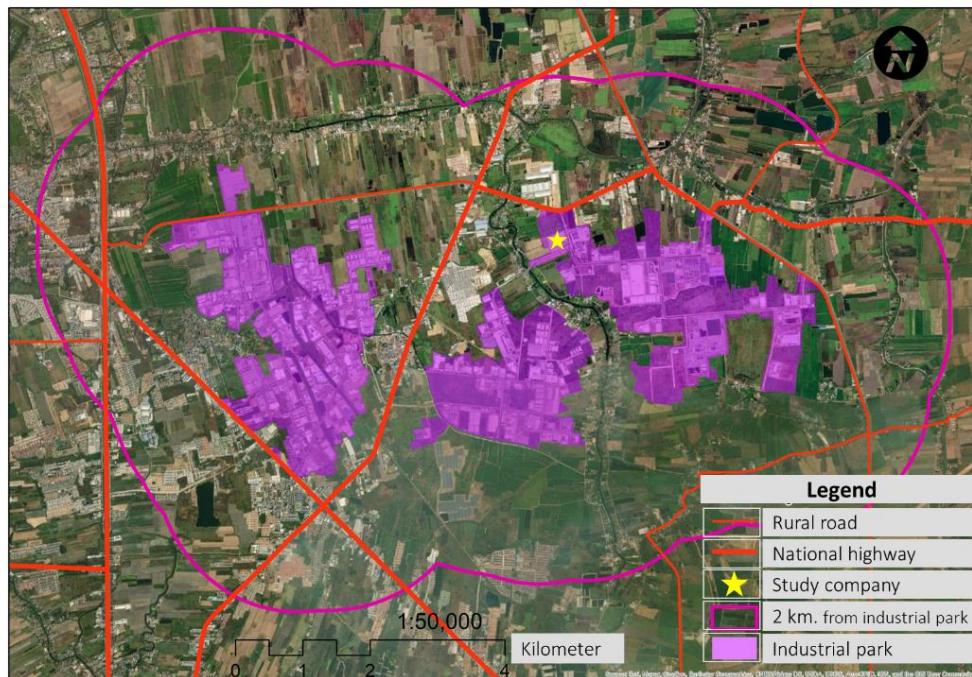 N
Legend
Rural road
National highway
Study company
2 km. from industrial park
Industrial park
1:50,000
Kilometer
0 1 2 4